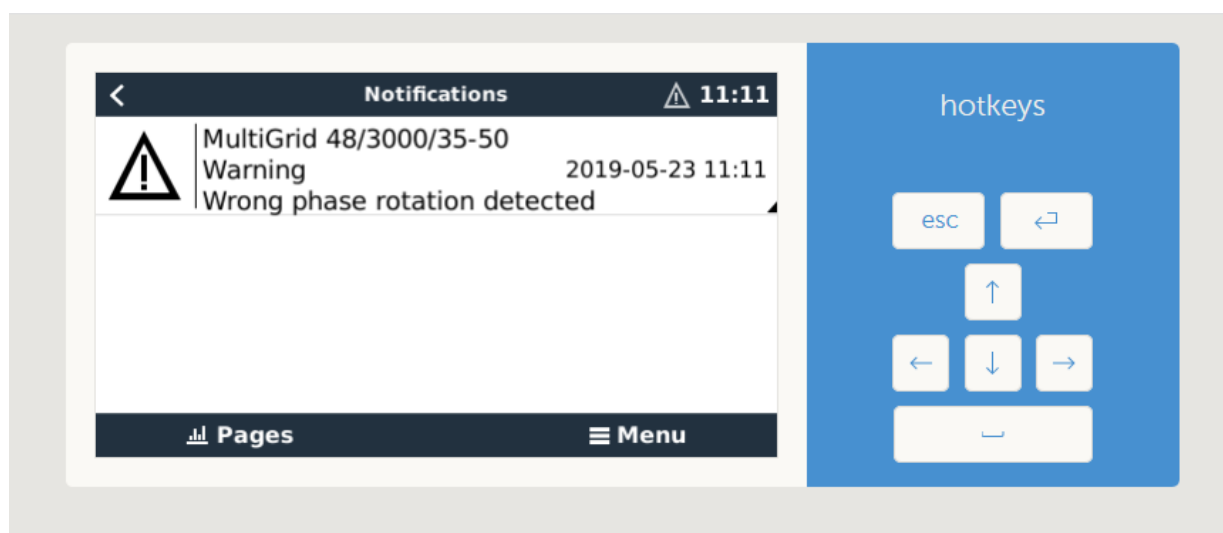 Notifications
11:11
MultiGrid 48/3000/35-50
Warning
2019-05-23 11:11
Wrong phase rotation detected
Pages
Menu
hotkeys
esc